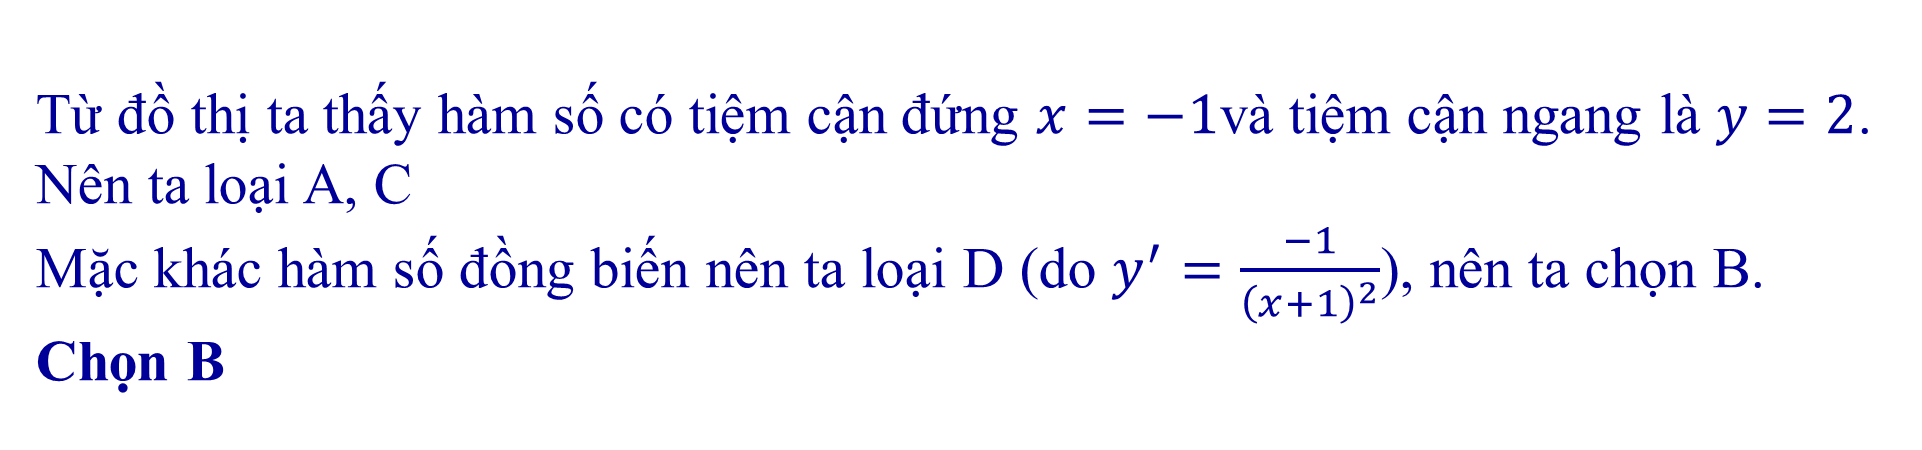 Từ đồ thị ta thấy hàm số có tiệm cận đứng x = −1và tiệm cận ngang là y = 2.
Nên ta loại A, C
Mặc khác hàm số đồng biến nên ta loại D (do y′ = \frac{−1}{(x+1)²}), nên ta chọn B.
Chọn B